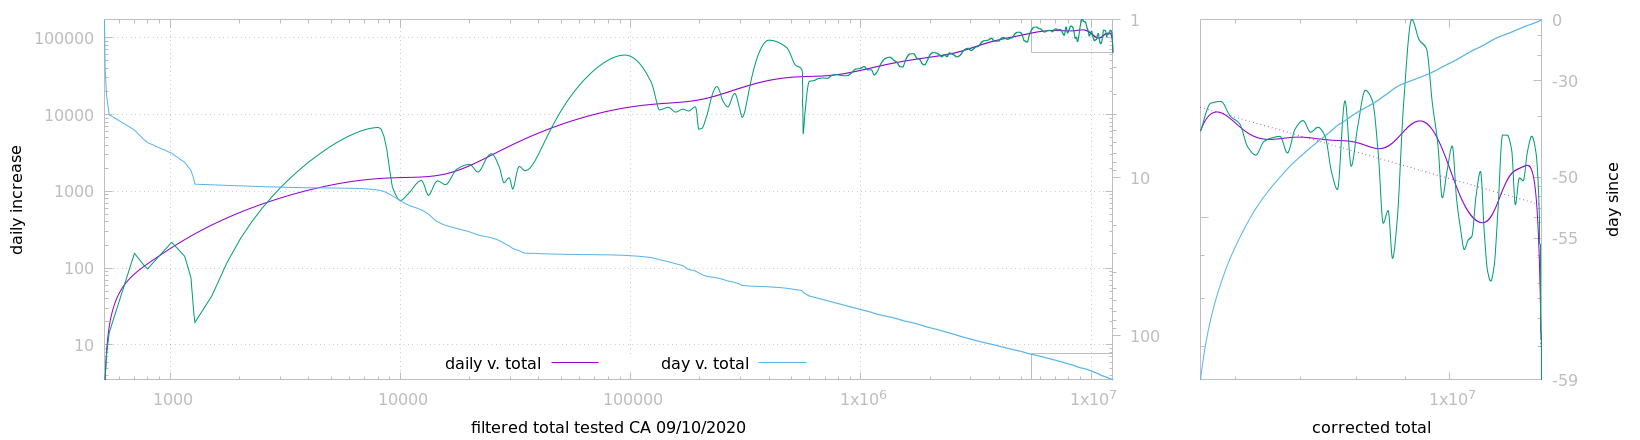 daily increase
100000
10000
1000
100
10
1000
10000
100000
1x10^6
1x10^7
filtered total tested CA 09/10/2020
daily v. total
day v. total
1
10
100
1x10^7
corrected total
0
-30
-50
-55
-59
day since